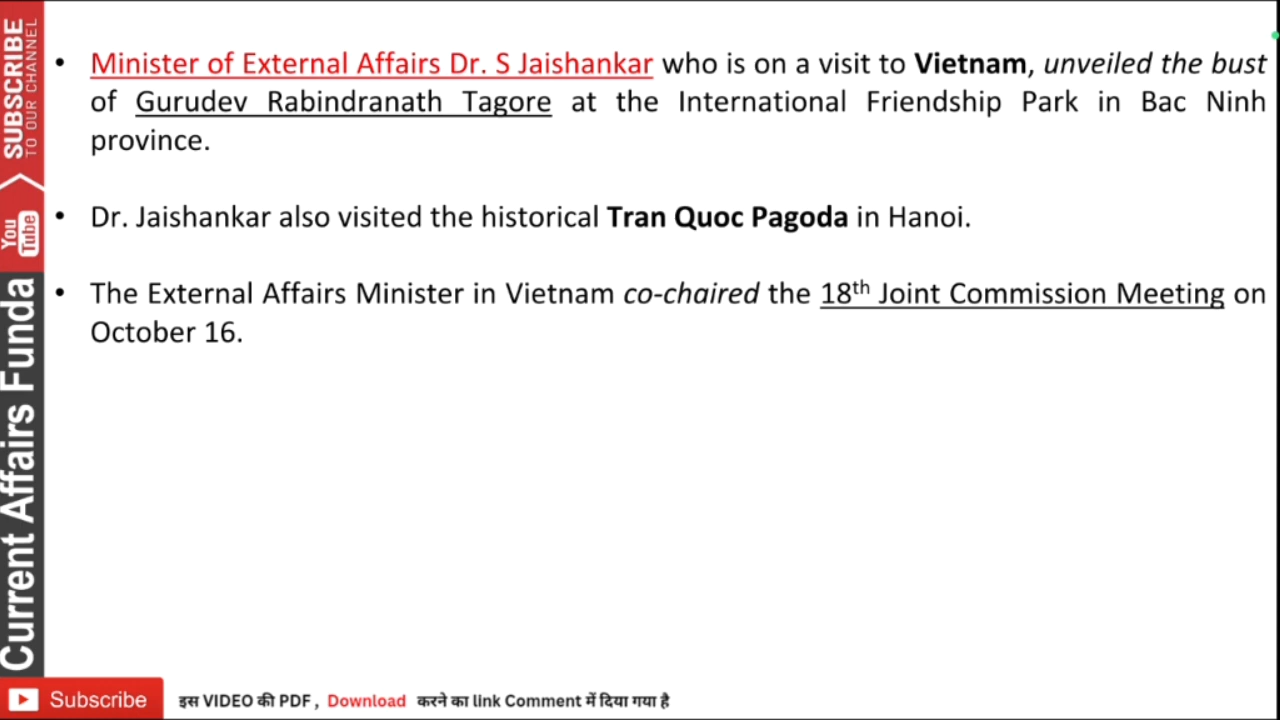 • Minister of External Affairs Dr. S Jaishankar who is on a visit to Vietnam, unveiled the bust
of Gurudev Rabindranath Tagore at the International Friendship Park in Bac Ninh
province.
• Dr. Jaishankar also visited the historical Tran Quoc Pagoda in Hanoi.
• The External Affairs Minister in Vietnam co-chaired the 18th Joint Commission Meeting on
October 16.
SUBSCRIBE
TO OUR CHANNEL
You
Tube
Current Affairs Funda
Subscribe
इस VIDEO की PDF , Download करने का link Comment में दिया गया है